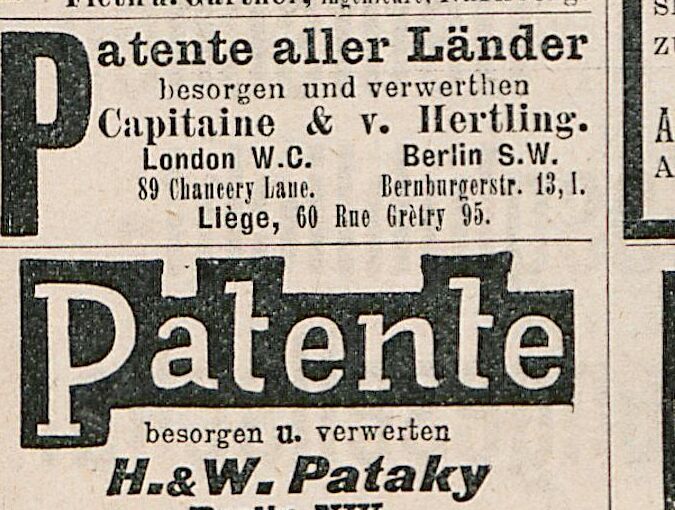 Patente aller Länder
besorgen und verwerthen
Capitaine & v. Hertling.
London W.C. Berlin S.W.
89 Chancery Lane. Bernburgerstr. 13, I.
Liège, 60 Rue Grètry 95.
Patente
besorgen u. verwerten
H. & W. Pataky